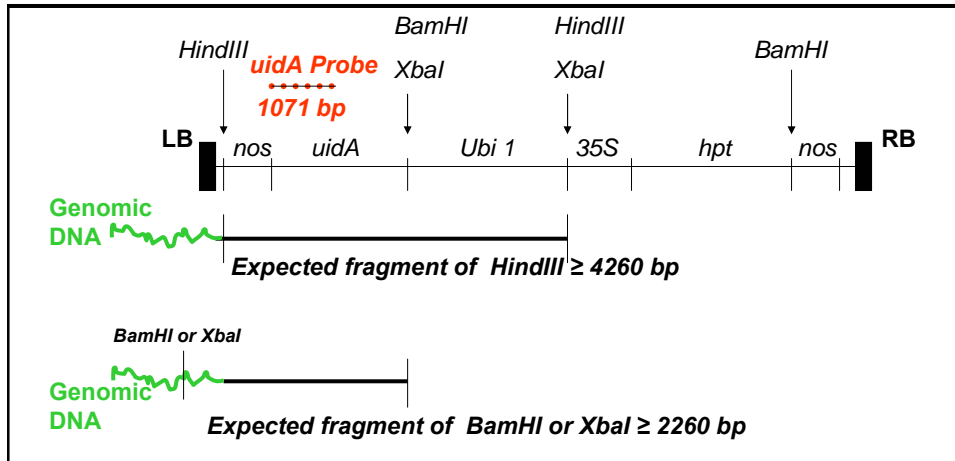 BamHI HindIII
HindIII uidA Probe XbaI XbaI BamHI
1071 bp
LB nos uidA Ubi 1 35S hpt nos RB
Genomic
DNA
Expected fragment of HindIII ≥ 4260 bp
BamHI or XbaI
Genomic
DNA
Expected fragment of BamHI or XbaI ≥ 2260 bp